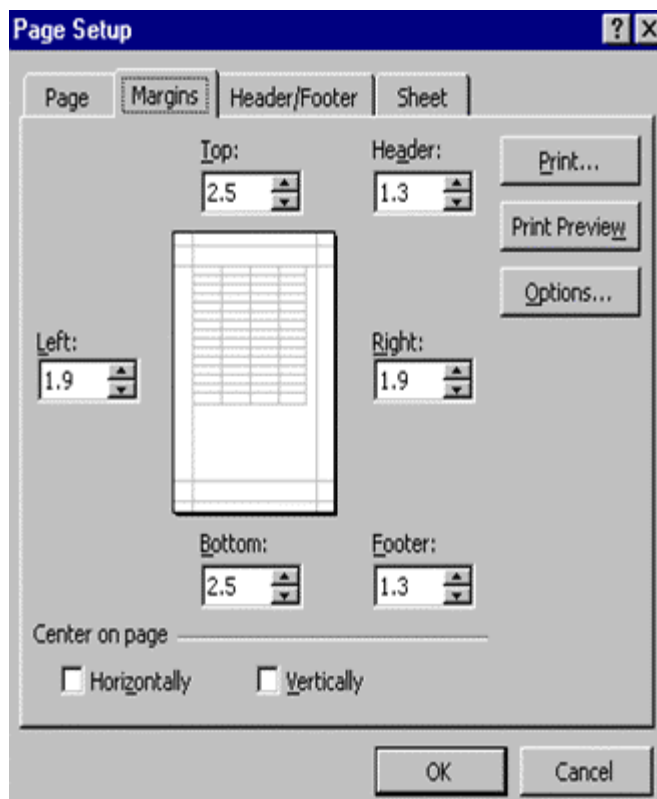 Page Setup
Page Margins Header/Footer Sheet
Top: Header: Print...
2.5 1.3
Print Preview
Options...
Left: Right:
1.9 1.9
Bottom: Footer:
2.5 1.3
Center on page
Horizontally Vertically
OK Cancel